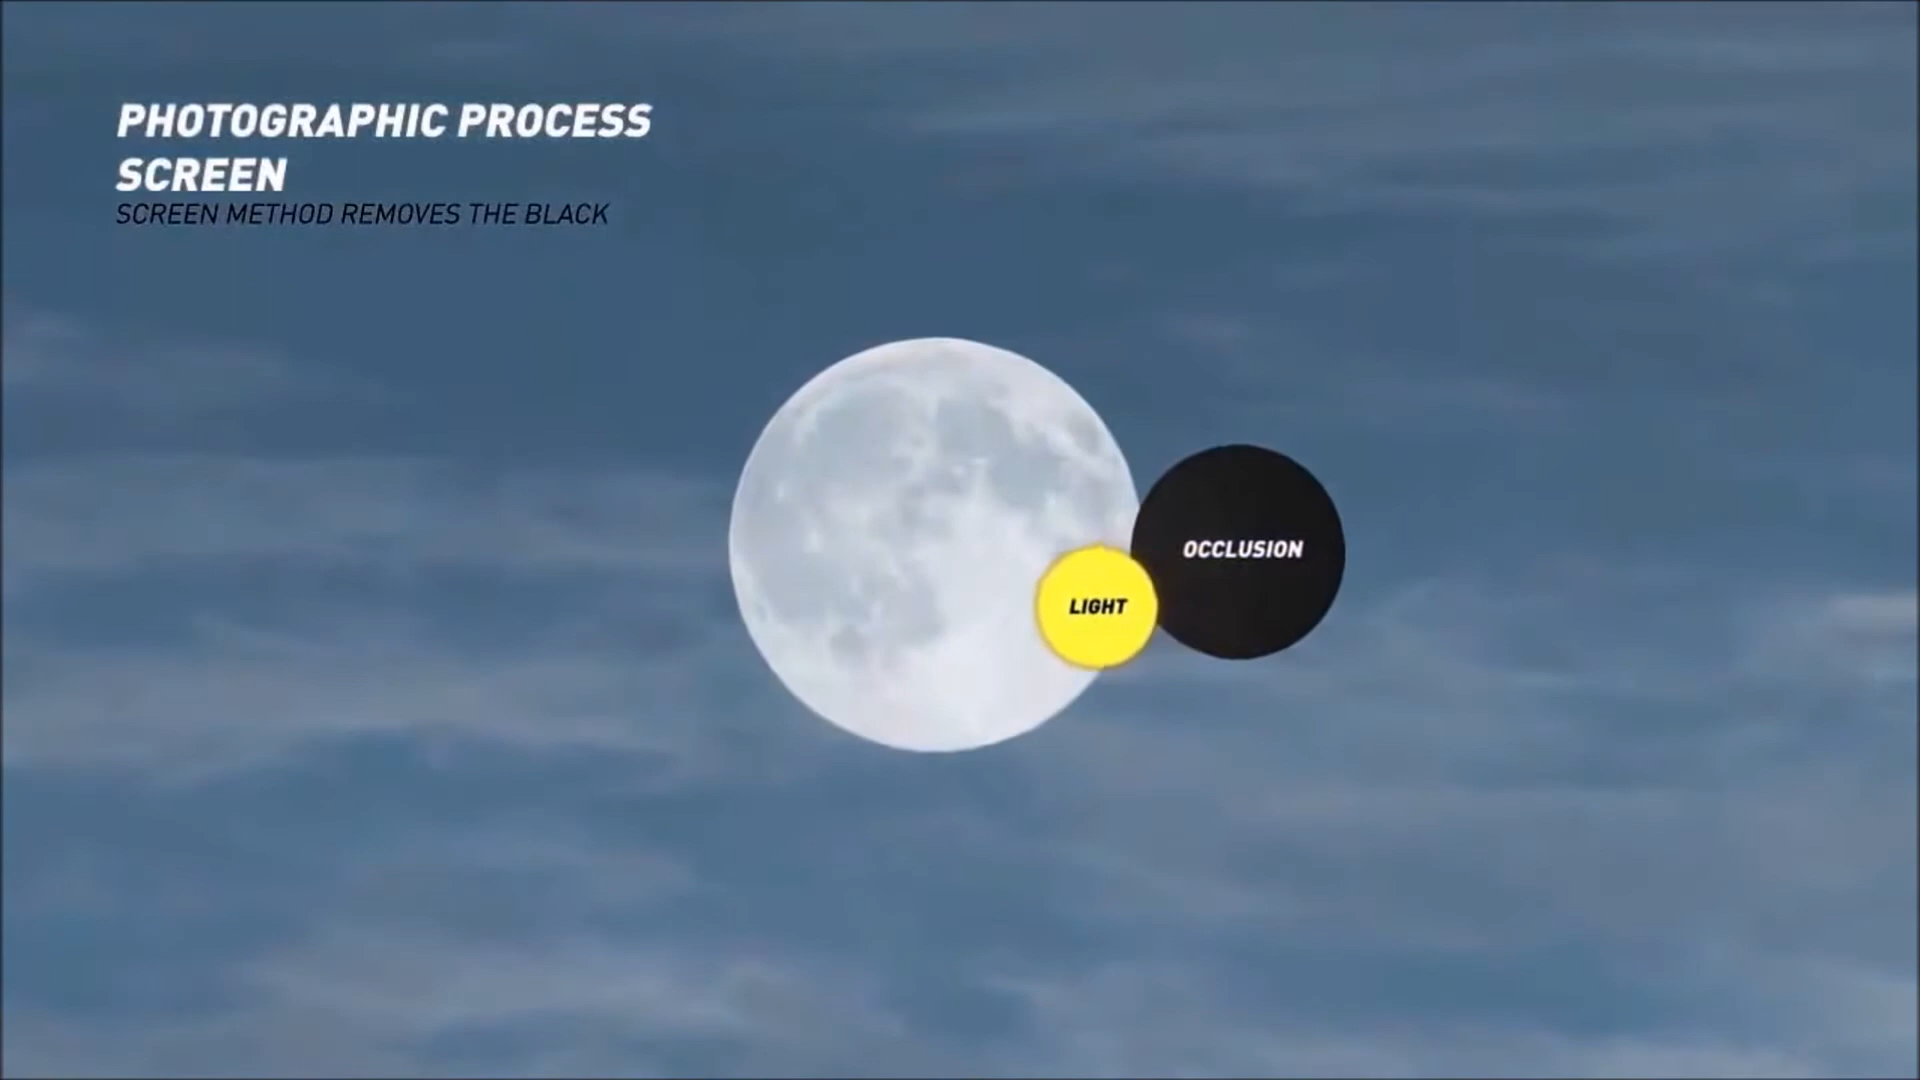 PHOTOGRAPHIC PROCESS
SCREEN
SCREEN METHOD REMOVES THE BLACK
OCCLUSION
LIGHT